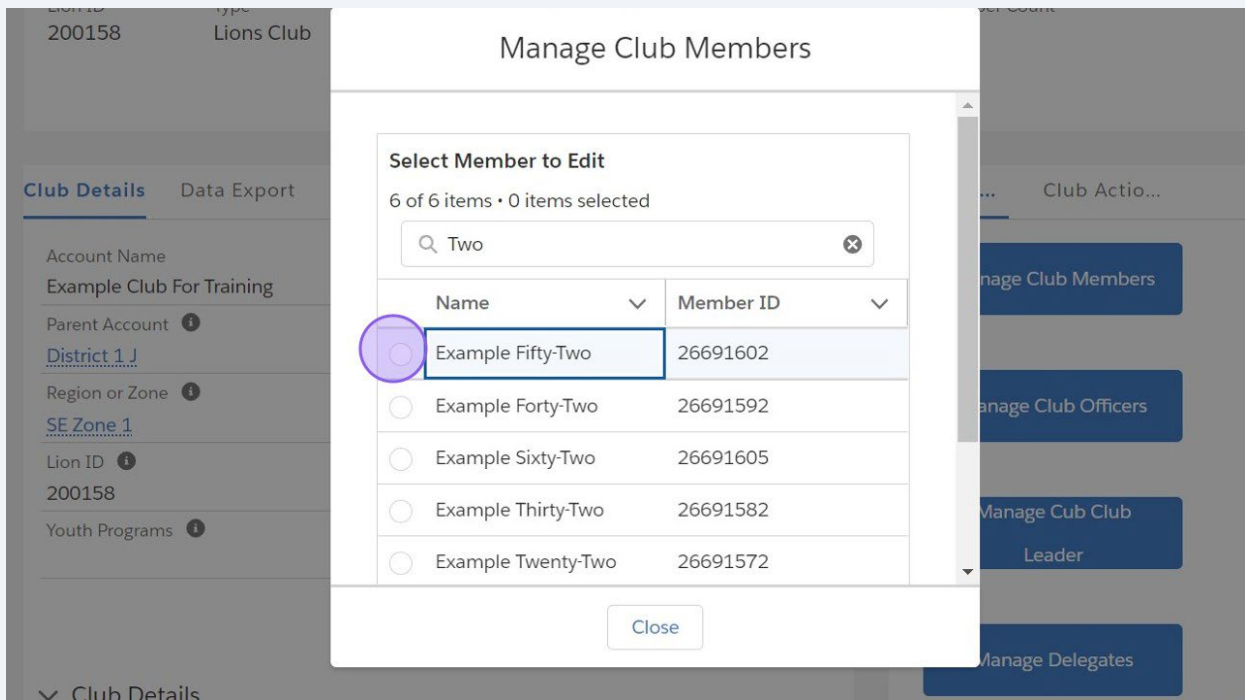 Lion ID
Type
200158
Lions Club
Manage Club Members
Select Member to Edit
6 of 6 items • 0 items selected
Two
Name
Member ID
Example Fifty-Two
26691602
Example Forty-Two
26691592
Example Sixty-Two
26691605
Example Thirty-Two
26691582
Example Twenty-Two
26691572
Close
Club Details
Data Export
Account Name
Example Club For Training
Parent Account
District 1 J
Region or Zone
SE Zone 1
Lion ID
200158
Youth Programs
Club Details
Count
...
Club Actio...
Club Members
Club Officers
Manage Cub Club
Leader
Manage Delegates